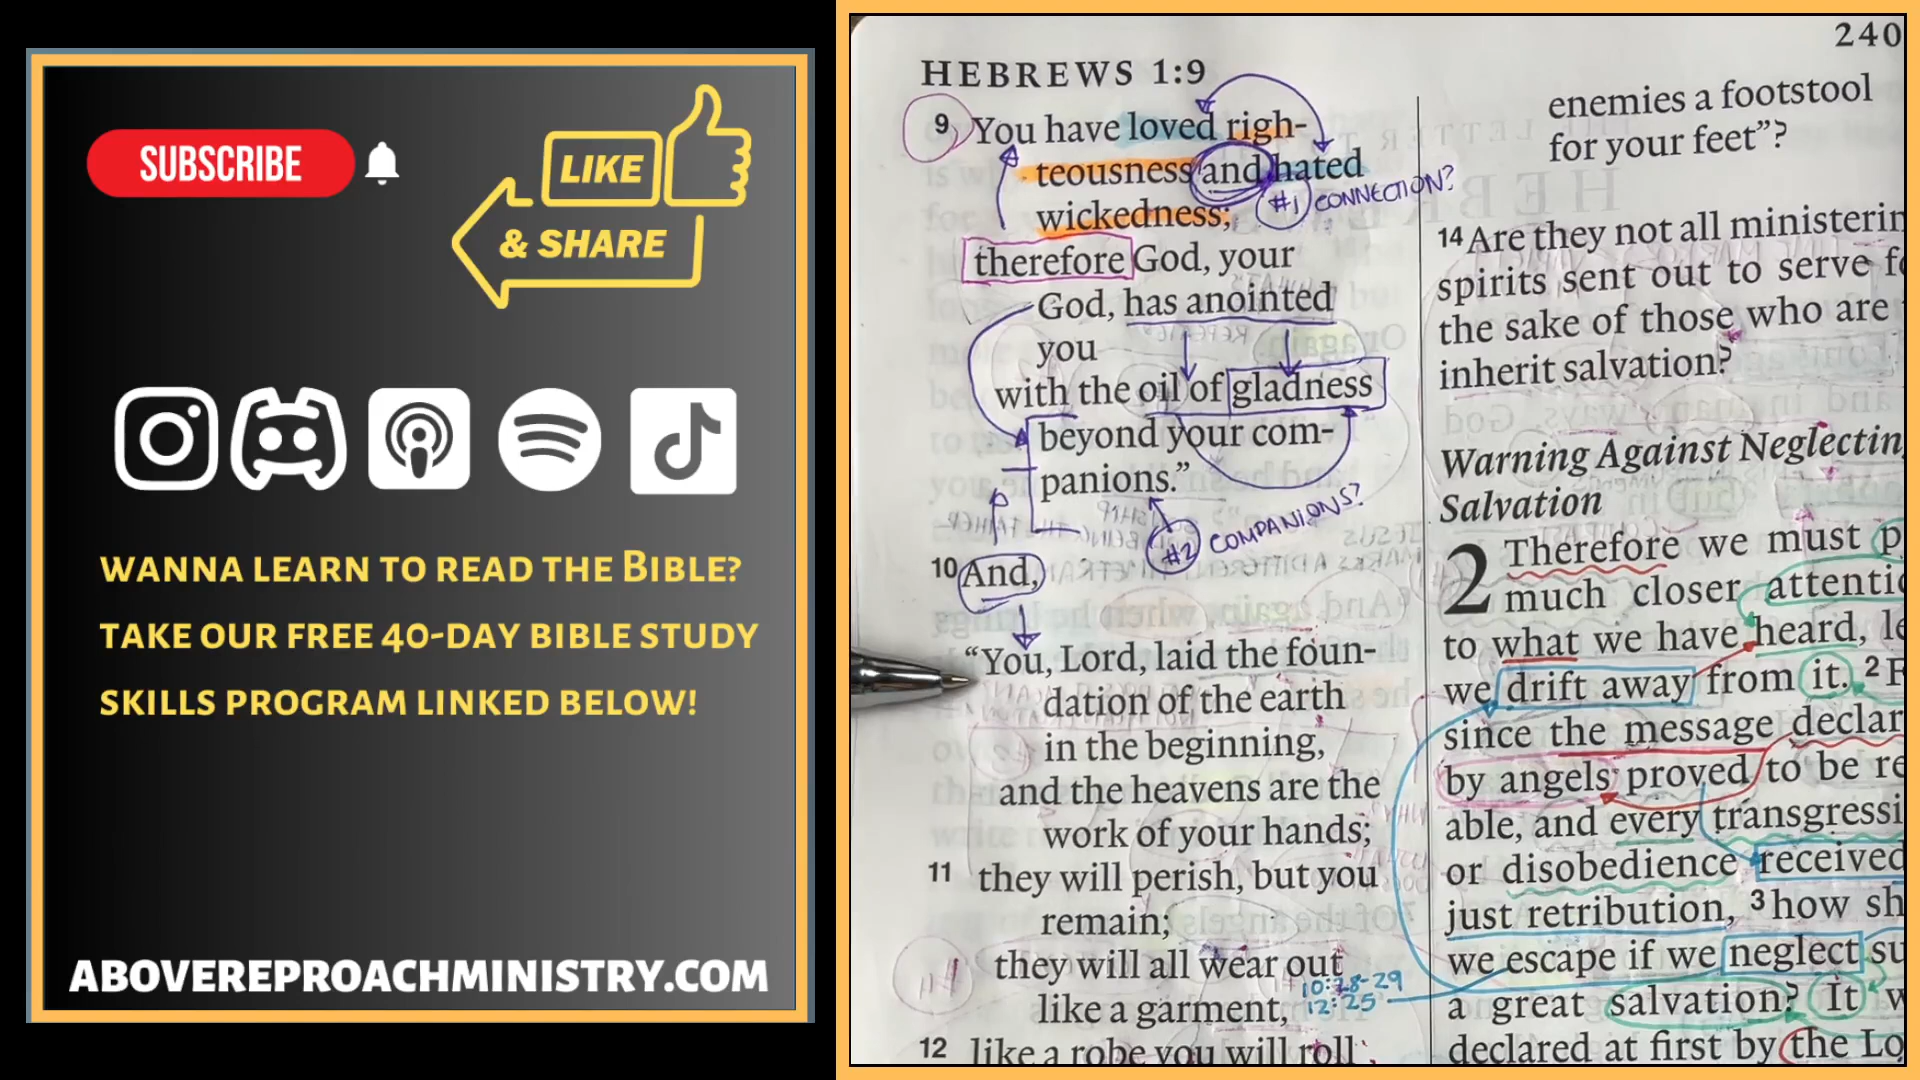 SUBSCRIBE
LIKE
& SHARE
WANNA LEARN TO READ THE BIBLE?
TAKE OUR FREE 40-DAY BIBLE STUDY
SKILLS PROGRAM LINKED BELOW!
ABOVEREPROACHMINISTRY.COM
240
HEBREWS 1:9
9 You have loved righ-
teousness and hated
#1 CONNECTION?
wickedness;
therefore God, your
God, has anointed
you
with the oil of gladness
beyond your com-
panions."
#2 COMPANIONS?
10 And,
"You, Lord, laid the foun-
dation of the earth
in the beginning,
and the heavens are the
work of your hands;
11 they will perish, but you
remain;
they will all wear out
10:28-29
like a garment,
12:25
12 like a robe you will roll
enemies a footstool
for your feet"?
14 Are they not all ministerin
spirits sent out to serve
the sake of those who are
inherit salvation?
Warning Against Neglectin
Salvation
2 Therefore we must p
much closer attentic
to what we have heard, le
we drift away from it. 2 F
since the message declar
by angels proved to be re
able, and every transgressi
or disobedience received
just retribution, 3 how sh
we escape if we neglect su
a great salvation? It w
declared at first by the Lo